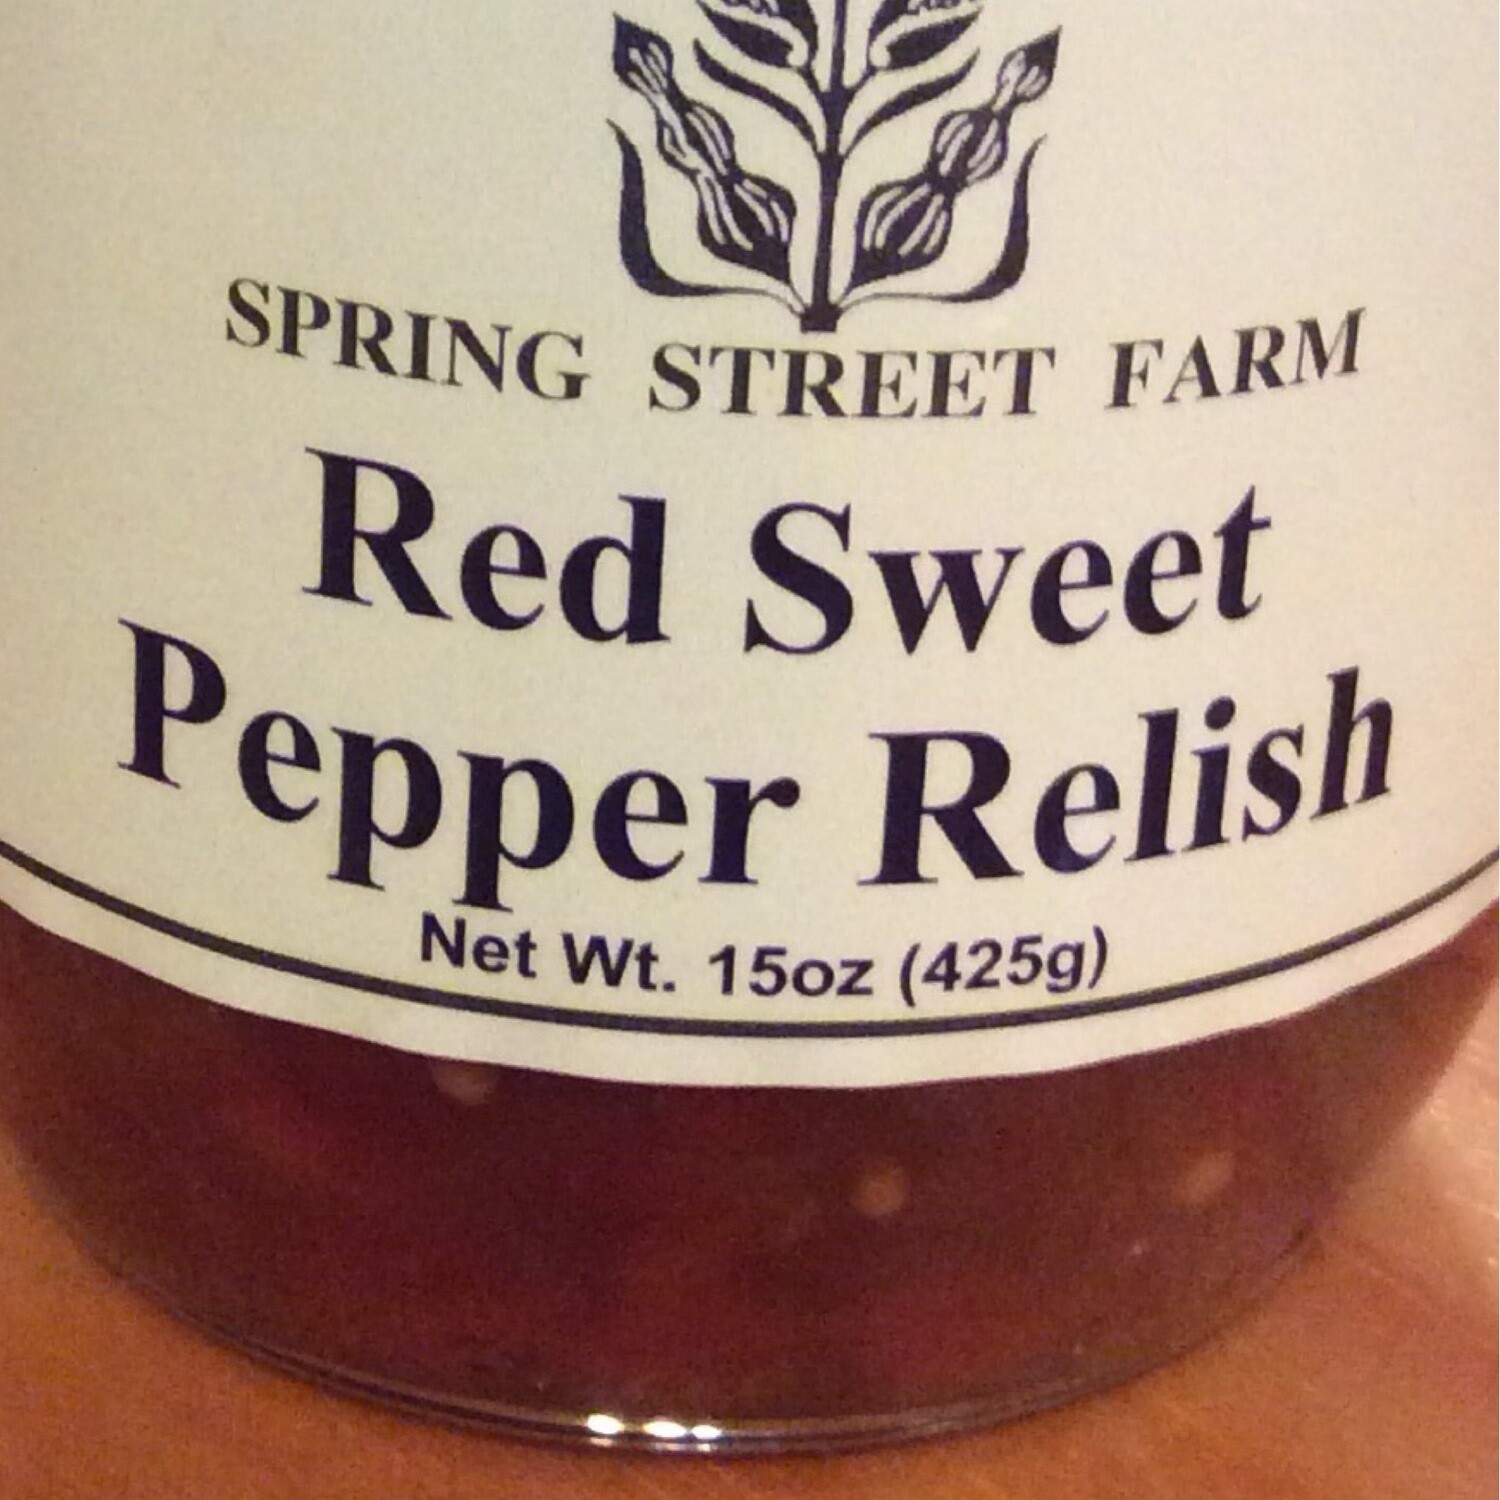 SPRING STREET FARM
Red Sweet
Pepper Relish
Net Wt. 15oz (425g)